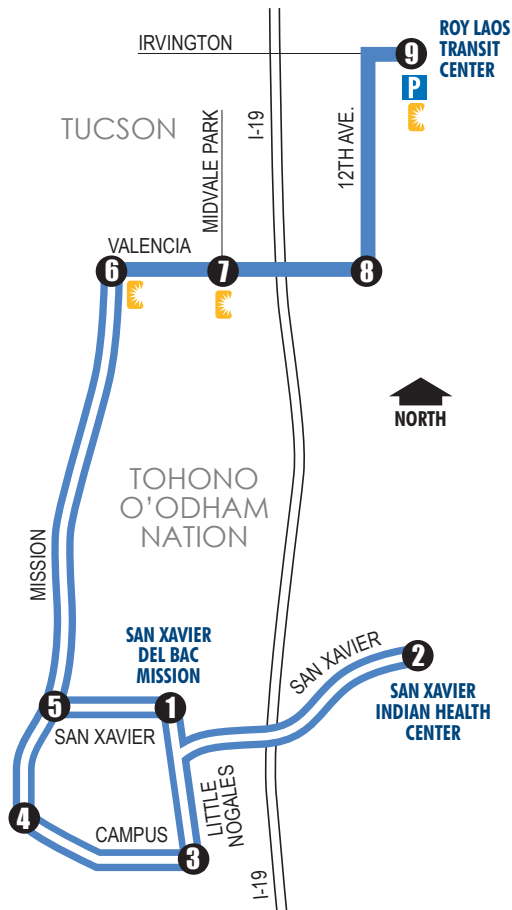 IRVINGTON
9
ROY LAOS
TRANSIT
CENTER
P
TUCSON
MIDVALE PARK
I-19
12TH AVE.
VALENCIA
6
7
8
NORTH
TOHONO
O'ODHAM
NATION
MISSION
SAN XAVIER
DEL BAC
MISSION
SAN XAVIER
2
SAN XAVIER
INDIAN HEALTH
CENTER
5
1
SAN XAVIER
LITTLE
NOGALES
4
CAMPUS
3
I-19